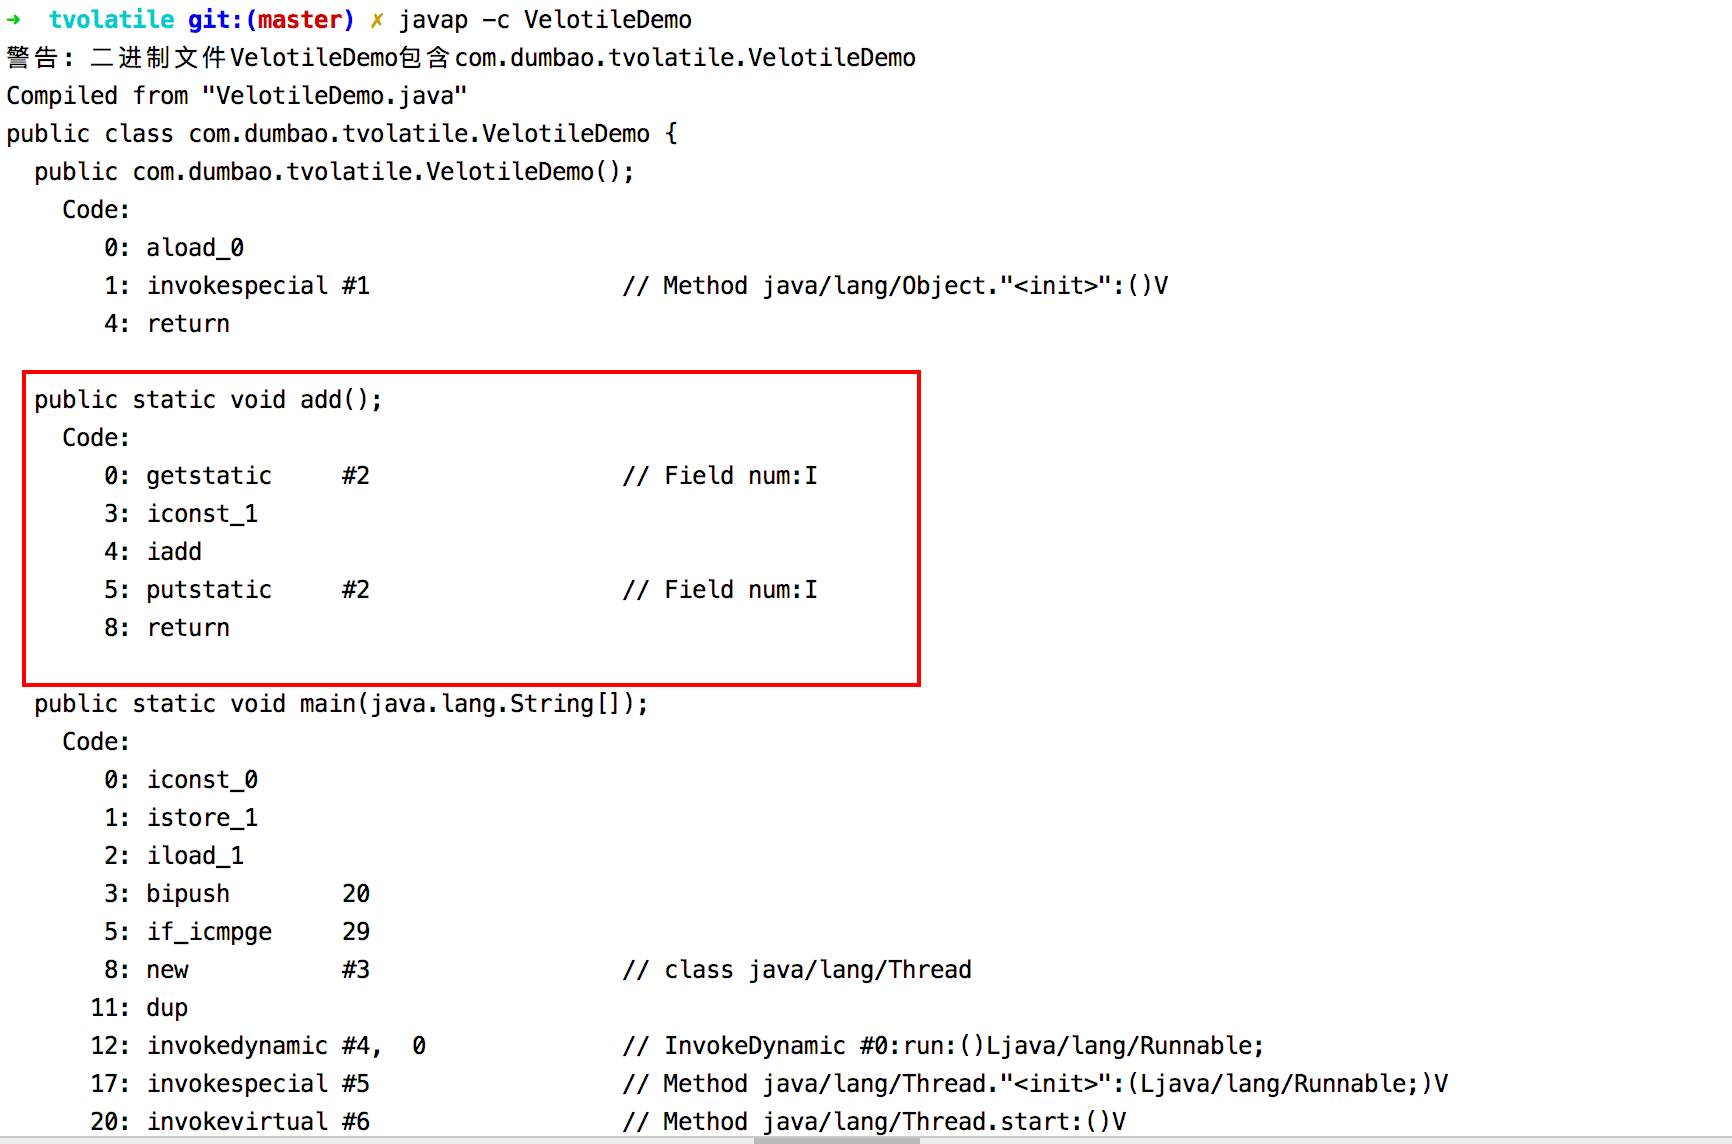 ➜  tvolatile git:(master) ✗ javap -c VelotileDemo
警告: 二进制文件VelotileDemo包含com.dumbao.tvolatile.VelotileDemo
Compiled from "VelotileDemo.java"
public class com.dumbao.tvolatile.VelotileDemo {
  public com.dumbao.tvolatile.VelotileDemo();
    Code:
       0: aload_0
       1: invokespecial #1                  // Method java/lang/Object."<init>":()V
       4: return

  public static void add();
    Code:
       0: getstatic     #2                  // Field num:I
       3: iconst_1
       4: iadd
       5: putstatic     #2                  // Field num:I
       8: return

  public static void main(java.lang.String[]);
    Code:
       0: iconst_0
       1: istore_1
       2: iload_1
       3: bipush        20
       5: if_icmpge     29
       8: new           #3                  // class java/lang/Thread
      11: dup
      12: invokedynamic #4,  0              // InvokeDynamic #0:run:()Ljava/lang/Runnable;
      17: invokespecial #5                  // Method java/lang/Thread."<init>":(Ljava/lang/Runnable;)V
      20: invokevirtual #6                  // Method java/lang/Thread.start:()V